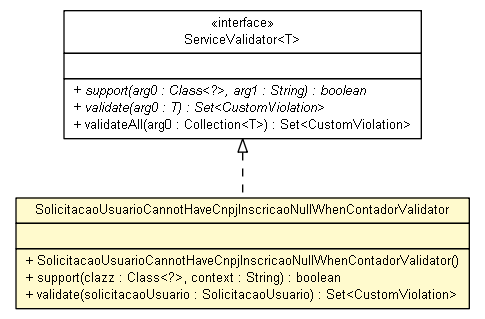 «interface»
ServiceValidator<T>
+ support(arg0 : Class<?>, arg1 : String) : boolean
+ validate(arg0 : T) : Set<CustomViolation>
+ validateAll(arg0 : Collection<T>) : Set<CustomViolation>
SolicitacaoUsuarioCannotHaveCnpjInscricaoNullWhenContadorValidator
+ SolicitacaoUsuarioCannotHaveCnpjInscricaoNullWhenContadorValidator()
+ support(clazz : Class<?>, context : String) : boolean
+ validate(solicitacaoUsuario : SolicitacaoUsuario) : Set<CustomViolation>